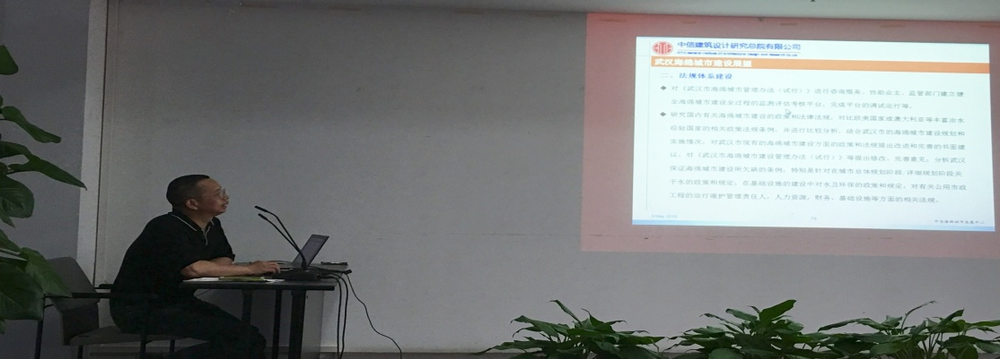 中信建筑设计研究总院有限公司
武汉海绵城市建设通道
二、法规体系建设
◆ 对《武汉市海绵城市管理办法（试行）》进行咨询服务，协助业主、监管部门建立健
全海绵城市建设全过程的监测评估考核平台，完成平台的调试运行等。
◆ 研究国内有关海绵城市建设的政策和法律法规，对比欧美国家或澳大利亚等丰富治水
经验国家的相关政策法规条例，并进行比较分析，结合武汉市的海绵城市建设规划和
实施情况，对武汉市现有的海绵城市建设方面的政策和法规提出改进和完善的书面建
议，对《武汉市海绵城市建设管理办法（试行）》等提出修改、完善意见；分析武汉
保证海绵城市建设所欠缺的条例，特别是针对在城市总体规划阶段/详细规划阶段关
于水的政策和规定，在基础设施的建设中对水及环保的政策和规定，对有关公用市政
工程的运行维护管理责任人，人力资源，财务，基础设施等方面的相关法规。